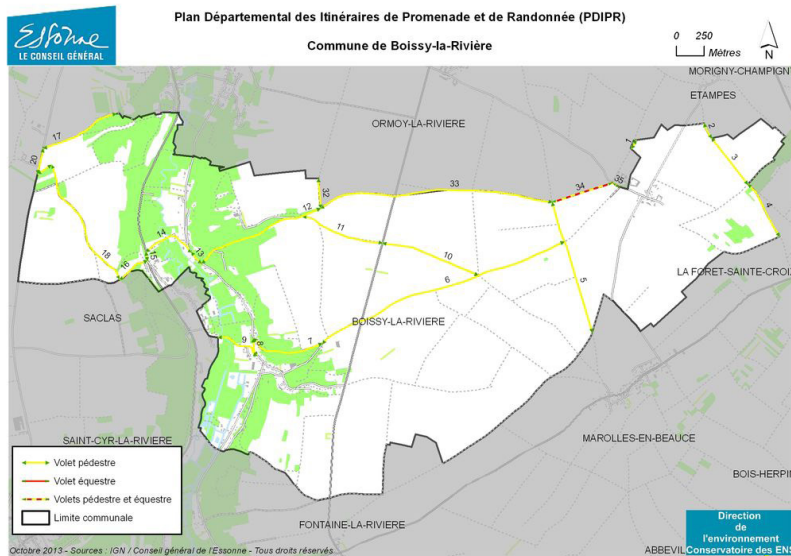 Essonne
LE CONSEIL GÉNÉRAL
Plan Départemental des Itinéraires de Promenade et de Randonnée (PDIPR)
Commune de Boissy-la-Rivière
0 250
Mètres
N
MORIGNY-CHAMPIGN
ETAMPES
ORMOY-LA-RIVIERE
17
20
1
2
3
4
32
33
34
35
12
11
14
13
15
16
18
10
6
5
LA FORET-SAINTE-CROIX
SACLAS
BOISSY-LA-RIVIERE
9
8
7
SAINT-CYR-LA-RIVIERE
MAROLLES-EN-BEAUCE
BOIS-HERPIN
Volet pédestre
Volet équestre
Volets pédestre et équestre
Limite communale
FONTAINE-LA-RIVIERE
ABBEVIL
Direction
de
l'environnement
Conservatoire des ENS
Octobre 2013 - Sources : IGN / Conseil général de l'Essonne - Tous droits réservés